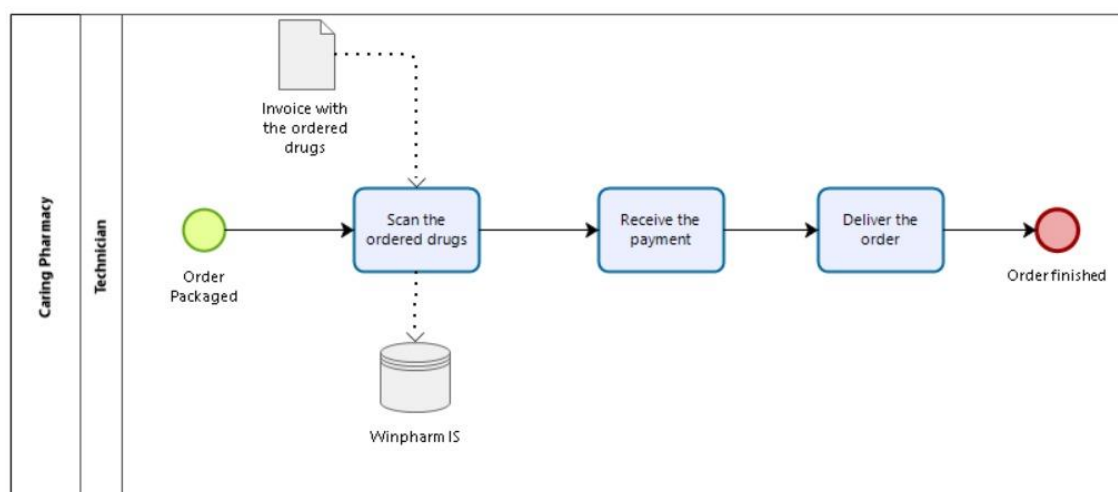 Caring Pharmacy
Technician
Invoice with
the ordered
drugs
Order
Packaged
Scan the
ordered drugs
Receive the
payment
Deliver the
order
Order finished
Winpharm IS